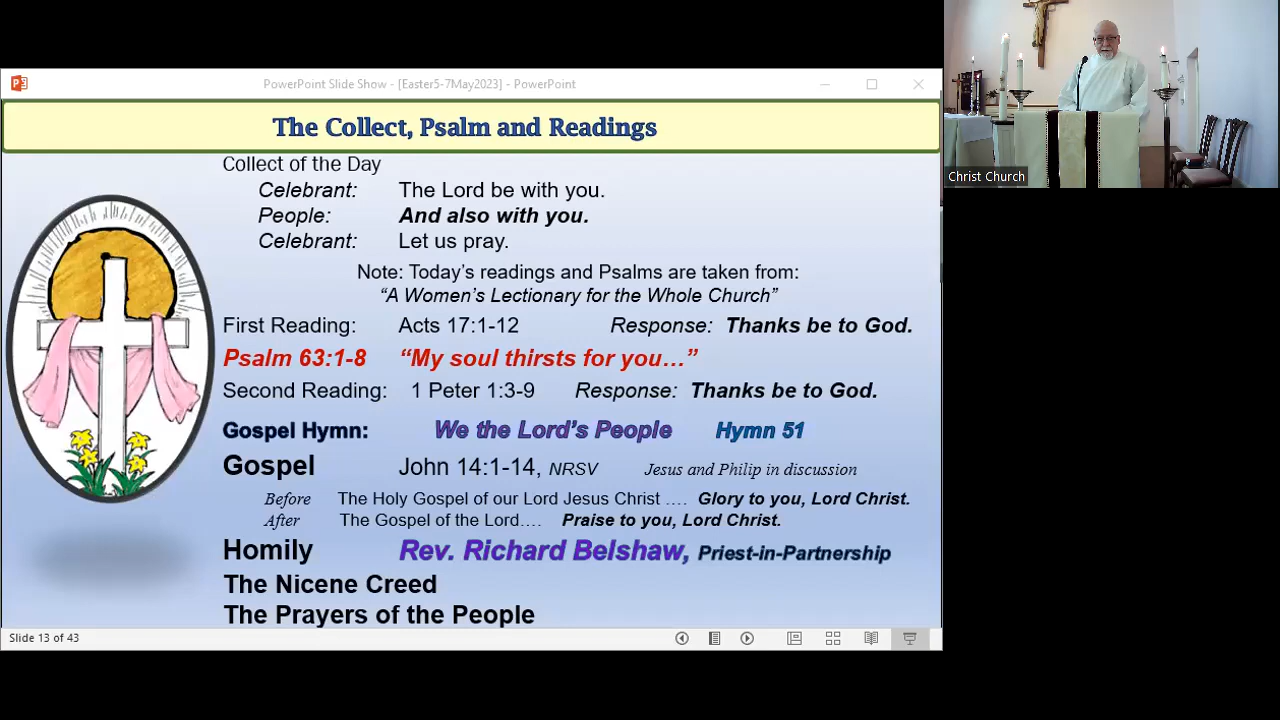 PowerPoint Slide Show - [Easter5-7May2023] - PowerPoint
The Collect, Psalm and Readings
Collect of the Day
Celebrant: The Lord be with you.
People: And also with you.
Celebrant: Let us pray.
Note: Today's readings and Psalms are taken from:
“A Women's Lectionary for the Whole Church”
First Reading: Acts 17:1-12 Response: Thanks be to God.
Psalm 63:1-8 “My soul thirsts for you…”
Second Reading: 1 Peter 1:3-9 Response: Thanks be to God.
Gospel Hymn: We the Lord's People Hymn 51
Gospel John 14:1-14, NRSV Jesus and Philip in discussion
Before The Holy Gospel of our Lord Jesus Christ …. Glory to you, Lord Christ.
After The Gospel of the Lord…. Praise to you, Lord Christ.
Homily Rev. Richard Belshaw, Priest-in-Partnership
The Nicene Creed
The Prayers of the People
Slide 13 of 43
Christ Church